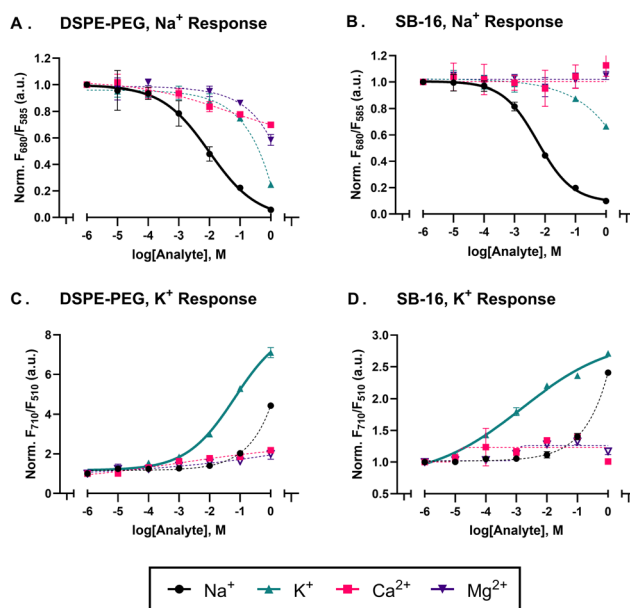 A. DSPE-PEG, Na⁺ Response
Norm. F₆₈₀/F₅₈₅ (a.u.)
1.4
1.2
1.0
0.8
0.6
0.4
0.2
0.0
-6 -5 -4 -3 -2 -1 0
log[Analyte], M
B. SB-16, Na⁺ Response
Norm. F₆₈₀/F₅₈₅ (a.u.)
1.2
1.0
0.8
0.6
0.4
0.2
0.0
-6 -5 -4 -3 -2 -1 0
log[Analyte], M
C. DSPE-PEG, K⁺ Response
Norm. F₇₁₀/F₅₁₀ (a.u.)
8
6
4
2
0
-6 -5 -4 -3 -2 -1 0
log[Analyte], M
D. SB-16, K⁺ Response
Norm. F₇₁₀/F₅₁₀ (a.u.)
3.0
2.5
2.0
1.5
1.0
0.5
-6 -5 -4 -3 -2 -1 0
log[Analyte], M
Na⁺ K⁺ Ca²⁺ Mg²⁺